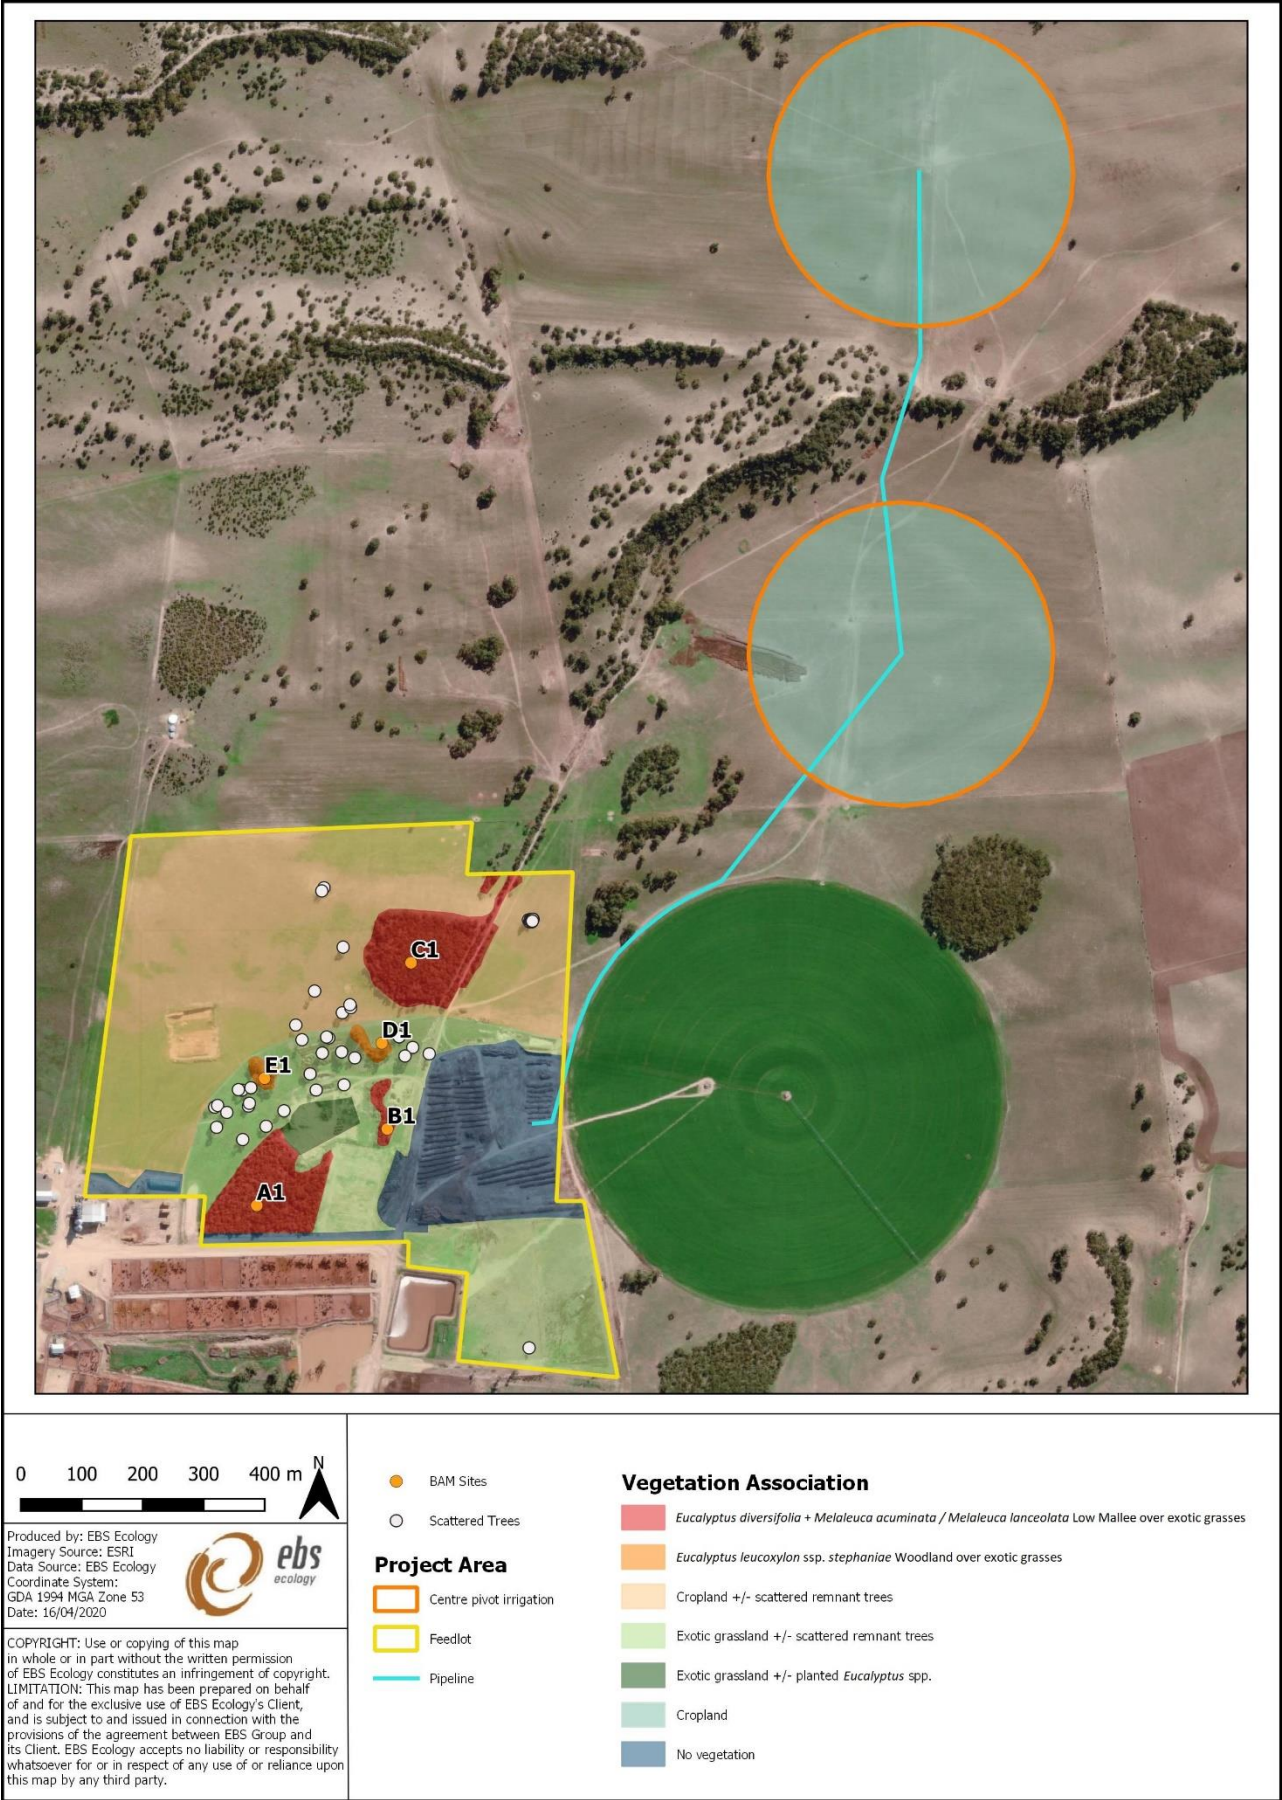 C1
D1
E1
B1
A1
0 100 200 300 400 m
N
Produced by: EBS Ecology
Imagery Source: ESRI
Data Source: EBS Ecology
Coordinate System:
GDA 1994 MGA Zone 53
Date: 16/04/2020
ebs
ecology
COPYRIGHT: Use or copying of this map
in whole or in part without the written permission
of EBS Ecology constitutes an infringement of copyright.
LIMITATION: This map has been prepared on behalf
of and for the exclusive use of EBS Ecology's Client,
and is subject to and issued in connection with the
provisions of the agreement between EBS Group and
its Client. EBS Ecology accepts no liability or responsibility
whatsoever for or in respect of any use of or reliance upon
this map by any third party.
BAM Sites
Scattered Trees
Project Area
Centre pivot irrigation
Feedlot
Pipeline
Vegetation Association
Eucalyptus diversifolia + Melaleuca acuminata / Melaleuca lanceolata Low Mallee over exotic grasses
Eucalyptus leucoxylon ssp. stephaniae Woodland over exotic grasses
Cropland +/- scattered remnant trees
Exotic grassland +/- scattered remnant trees
Exotic grassland +/- planted Eucalyptus spp.
Cropland
No vegetation